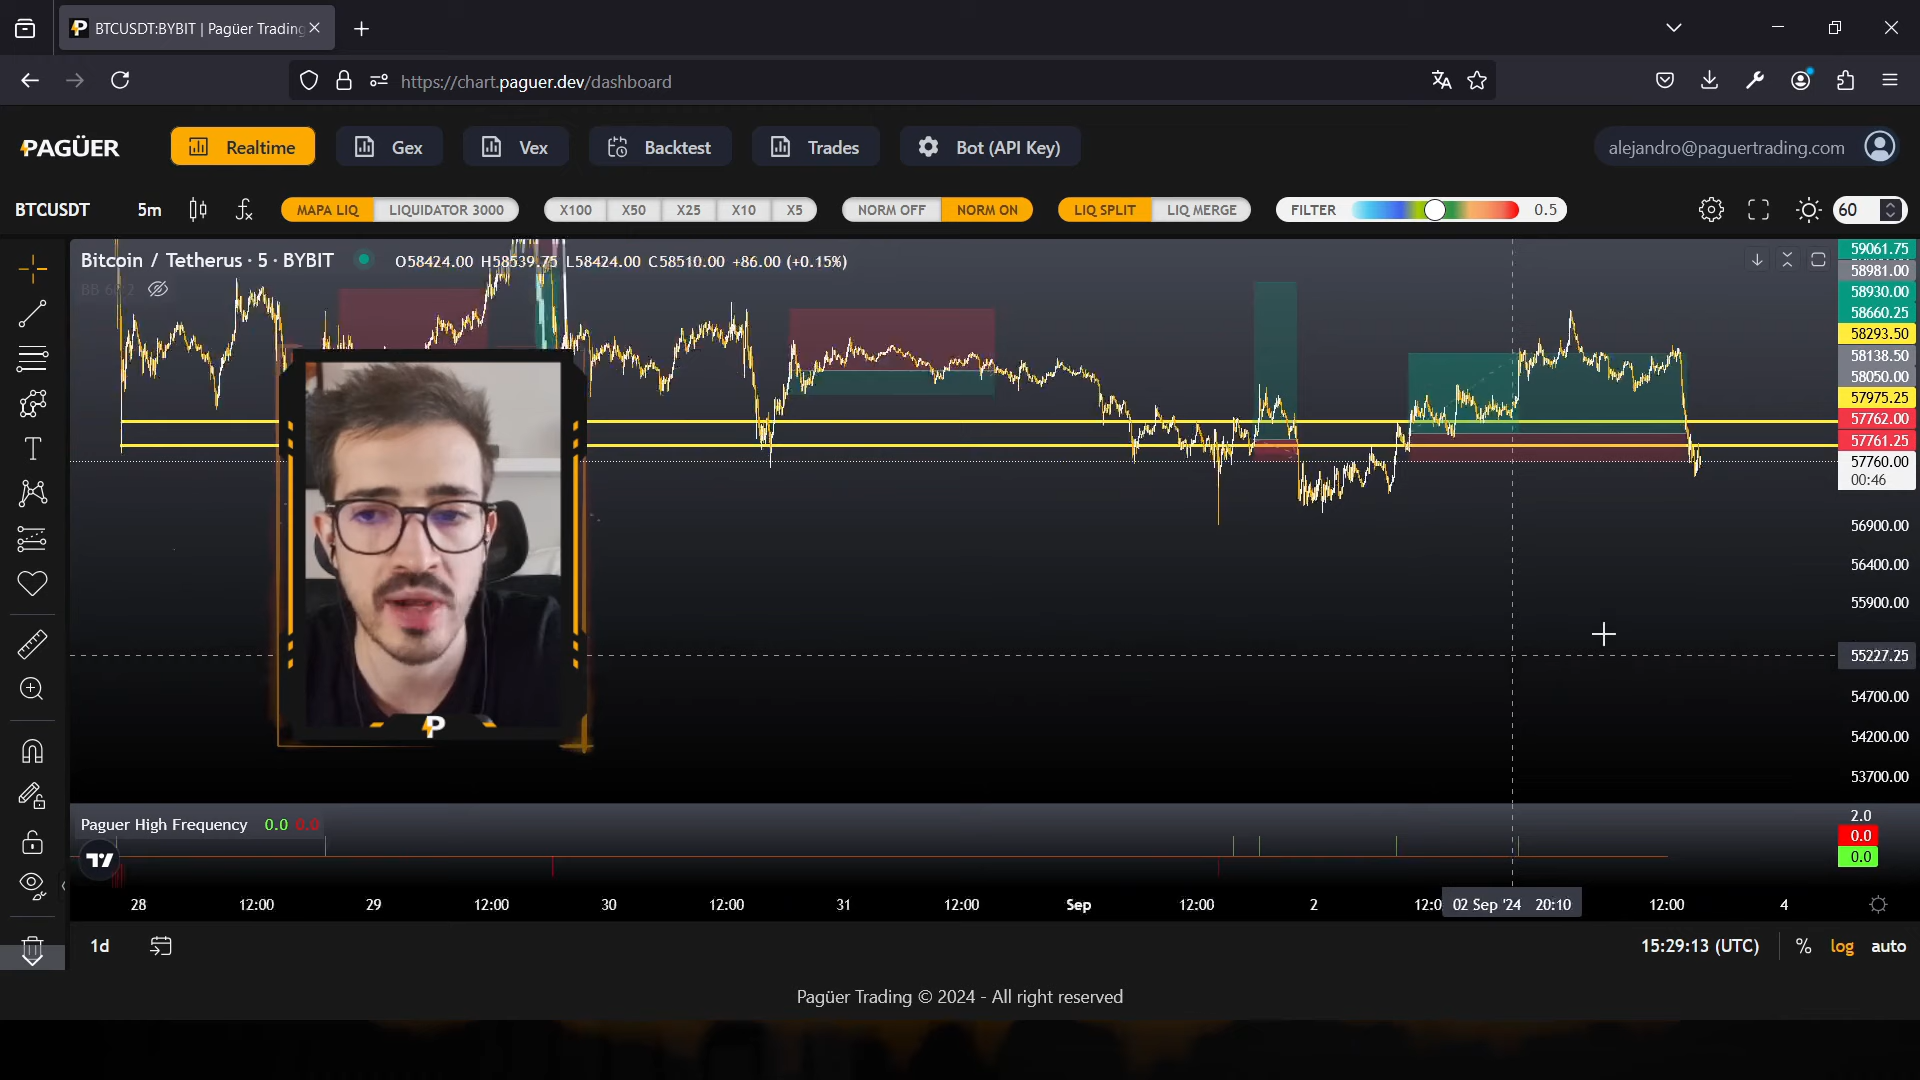 BTCUSDT:BYBIT | Pagüer Trading
https://chart.paguer.dev/dashboard
PAGÜER
Realtime
Gex
Vex
Backtest
Trades
Bot (API Key)
alejandro@paguertrading.com
BTCUSDT
5m
MAPA LIQ
LIQUIDATOR 3000
X100
X50
X25
X10
X5
NORM OFF
NORM ON
LIQ SPLIT
LIQ MERGE
FILTER
0.5
60
Bitcoin / Tetherus · 5 · BYBIT
O58424.00 H58539.75 L58424.00 C58510.00 +86.00 (+0.15%)
59061.75
58981.00
58930.00
58660.25
58293.50
58138.50
58050.00
57975.25
57762.00
57761.25
57760.00
00:46
56900.00
56400.00
55900.00
55227.25
54700.00
54200.00
53700.00
P
Paguer High Frequency 0.0 0.0
2.0
0.0
0.0
28
12:00
29
12:00
30
12:00
31
12:00
Sep
12:00
2
12:0
02 Sep '24 20:10
12:00
4
1d
15:29:13 (UTC)
%
log
auto
Pagüer Trading © 2024 - All right reserved